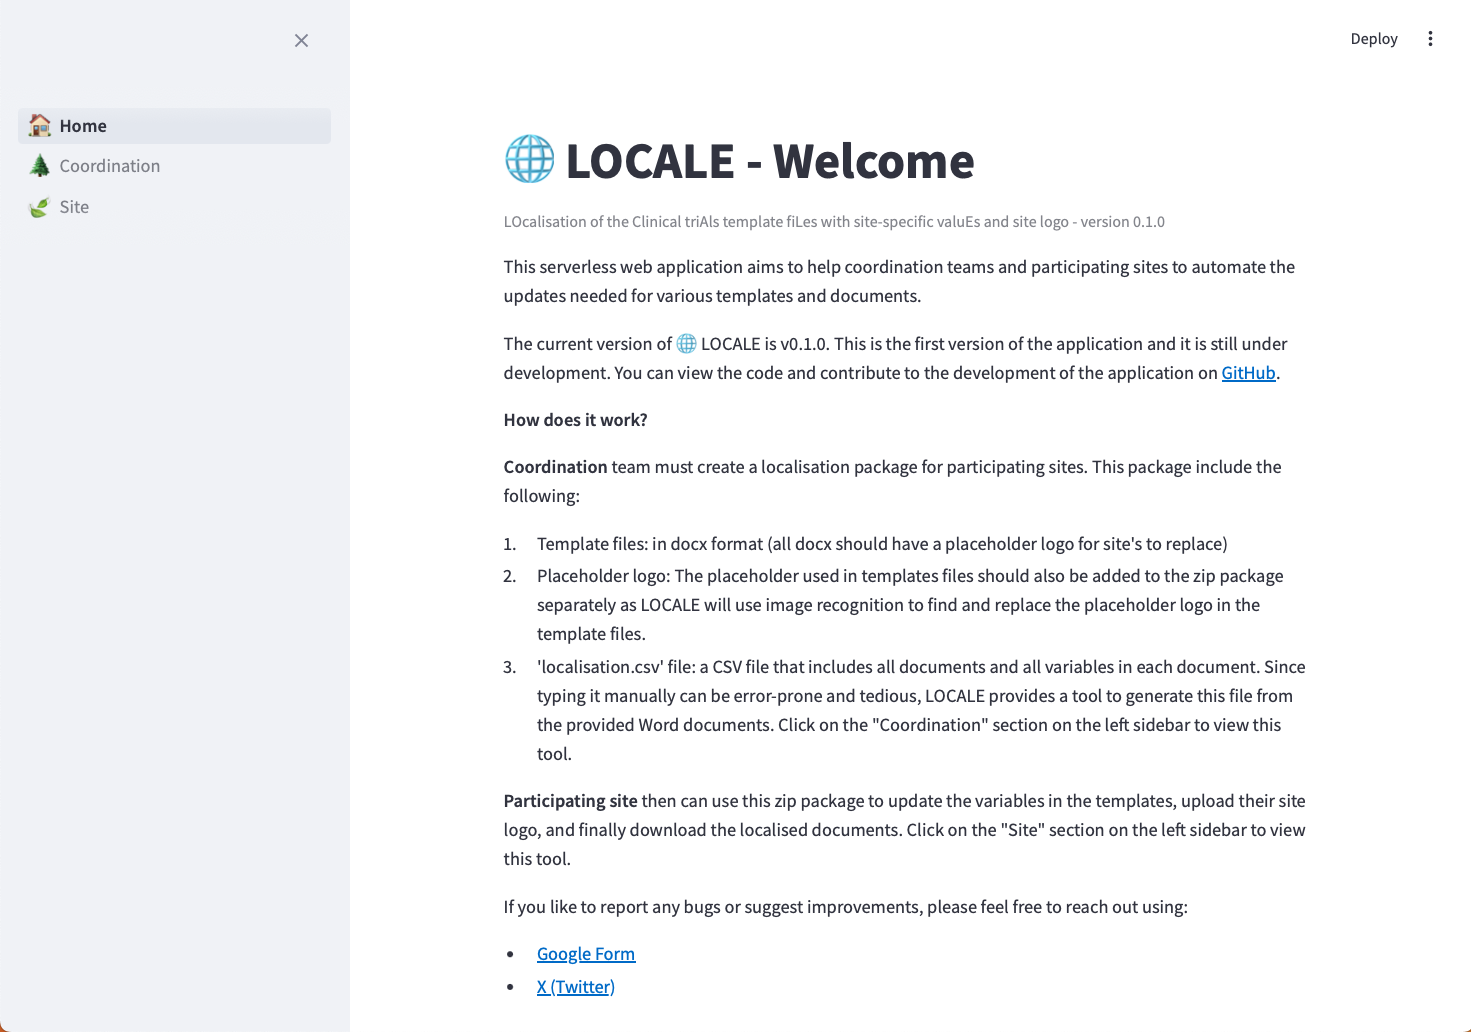 Deploy
Home
Coordination
Site
LOCALE - Welcome
LOcalisation of the Clinical triAls template fiLes with site-specific valuEs and site logo - version 0.1.0
This serverless web application aims to help coordination teams and participating sites to automate the
updates needed for various templates and documents.
The current version of 🌐 LOCALE is v0.1.0. This is the first version of the application and it is still under
development. You can view the code and contribute to the development of the application on GitHub.
How does it work?
Coordination team must create a localisation package for participating sites. This package include the
following:
1. Template files: in docx format (all docx should have a placeholder logo for site's to replace)
2. Placeholder logo: The placeholder used in templates files should also be added to the zip package
separately as LOCALE will use image recognition to find and replace the placeholder logo in the
template files.
3. 'localisation.csv' file: a CSV file that includes all documents and all variables in each document. Since
typing it manually can be error-prone and tedious, LOCALE provides a tool to generate this file from
the provided Word documents. Click on the "Coordination" section on the left sidebar to view this
tool.
Participating site then can use this zip package to update the variables in the templates, upload their site
logo, and finally download the localised documents. Click on the "Site" section on the left sidebar to view
this tool.
If you like to report any bugs or suggest improvements, please feel free to reach out using:
• Google Form
• X (Twitter)